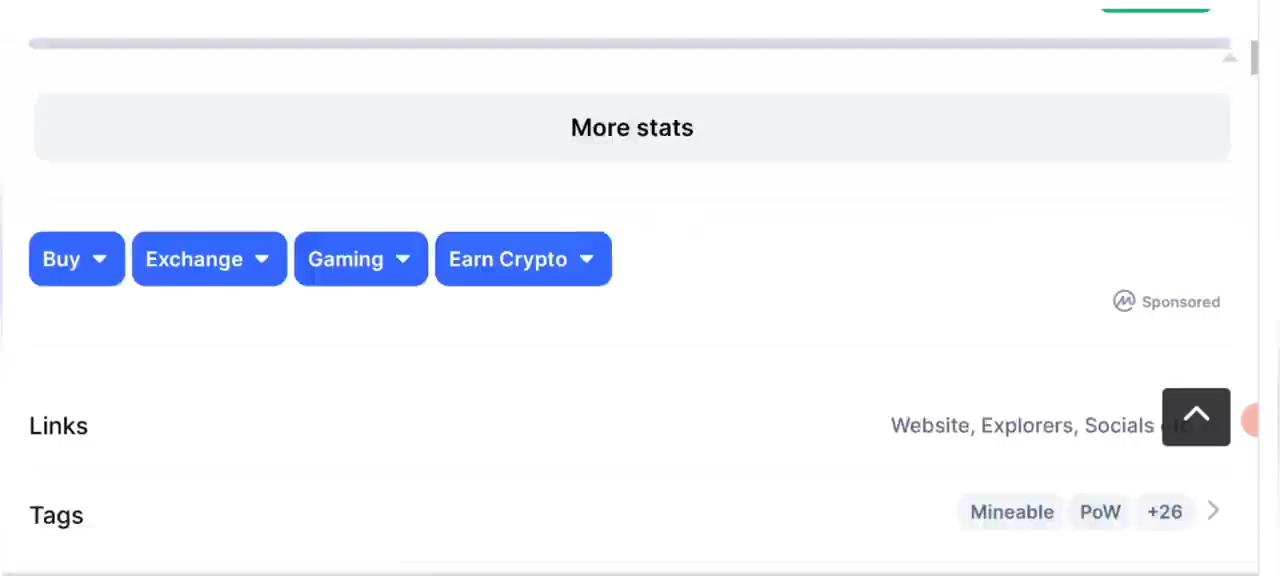 More stats
Buy Exchange Gaming Earn Crypto
Sponsored
Links Website, Explorers, Socials
Tags Mineable PoW +26